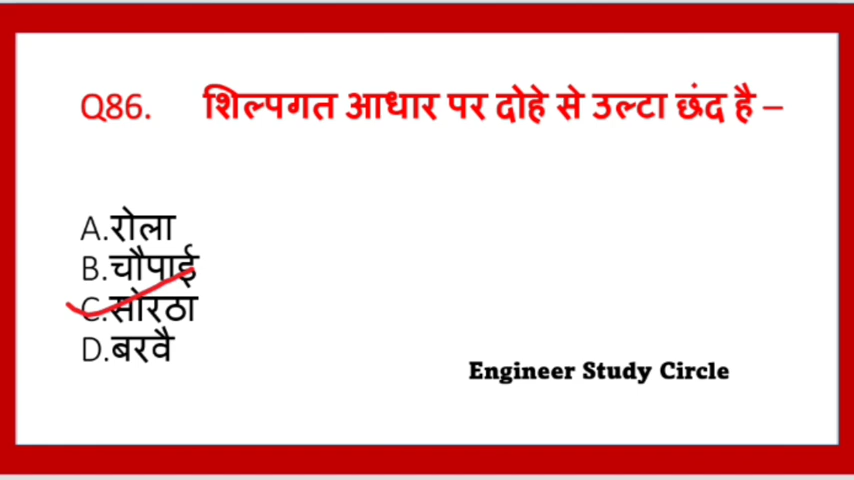 Q86. शिल्पगत आधार पर दोहे से उल्टा छंद है –
A.रोला
B.चौपाई
C.सोरठा
D.बरवै
Engineer Study Circle